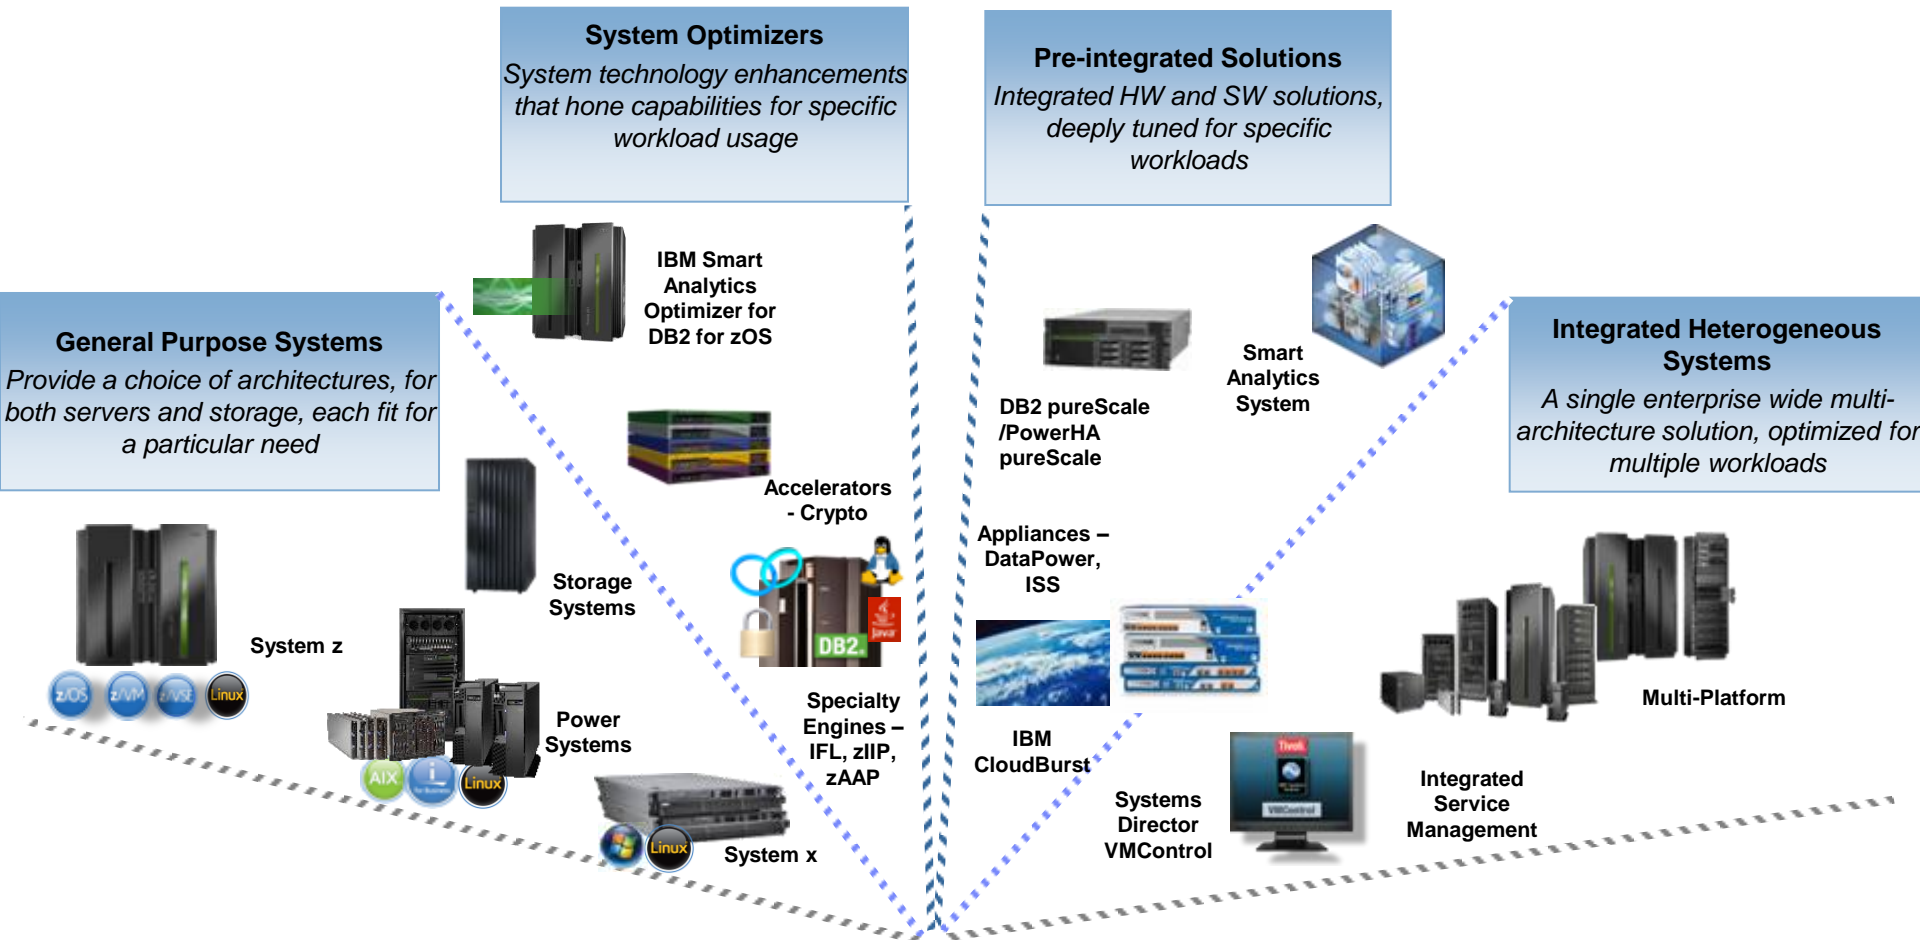 System Optimizers
System technology enhancements
that hone capabilities for specific
workload usage
Pre-integrated Solutions
Integrated HW and SW solutions,
deeply tuned for specific
workloads
General Purpose Systems
Provide a choice of architectures, for
both servers and storage, each fit for
a particular need
Integrated Heterogeneous
Systems
A single enterprise wide multi-
architecture solution, optimized for
multiple workloads
IBM Smart
Analytics
Optimizer for
DB2 for zOS
Accelerators
- Crypto
DB2.
Java
Specialty
Engines –
IFL, zIIP,
zAAP
Storage
Systems
System z
z/OS
z/VM
z/VSE
Linux
Power
Systems
AIX
i
for Business
Linux
System x
Linux
DB2 pureScale
/PowerHA
pureScale
Smart
Analytics
System
Appliances –
DataPower,
ISS
IBM
CloudBurst
Systems
Director
VMControl
Tivoli
VMControl
Integrated
Service
Management
Multi-Platform